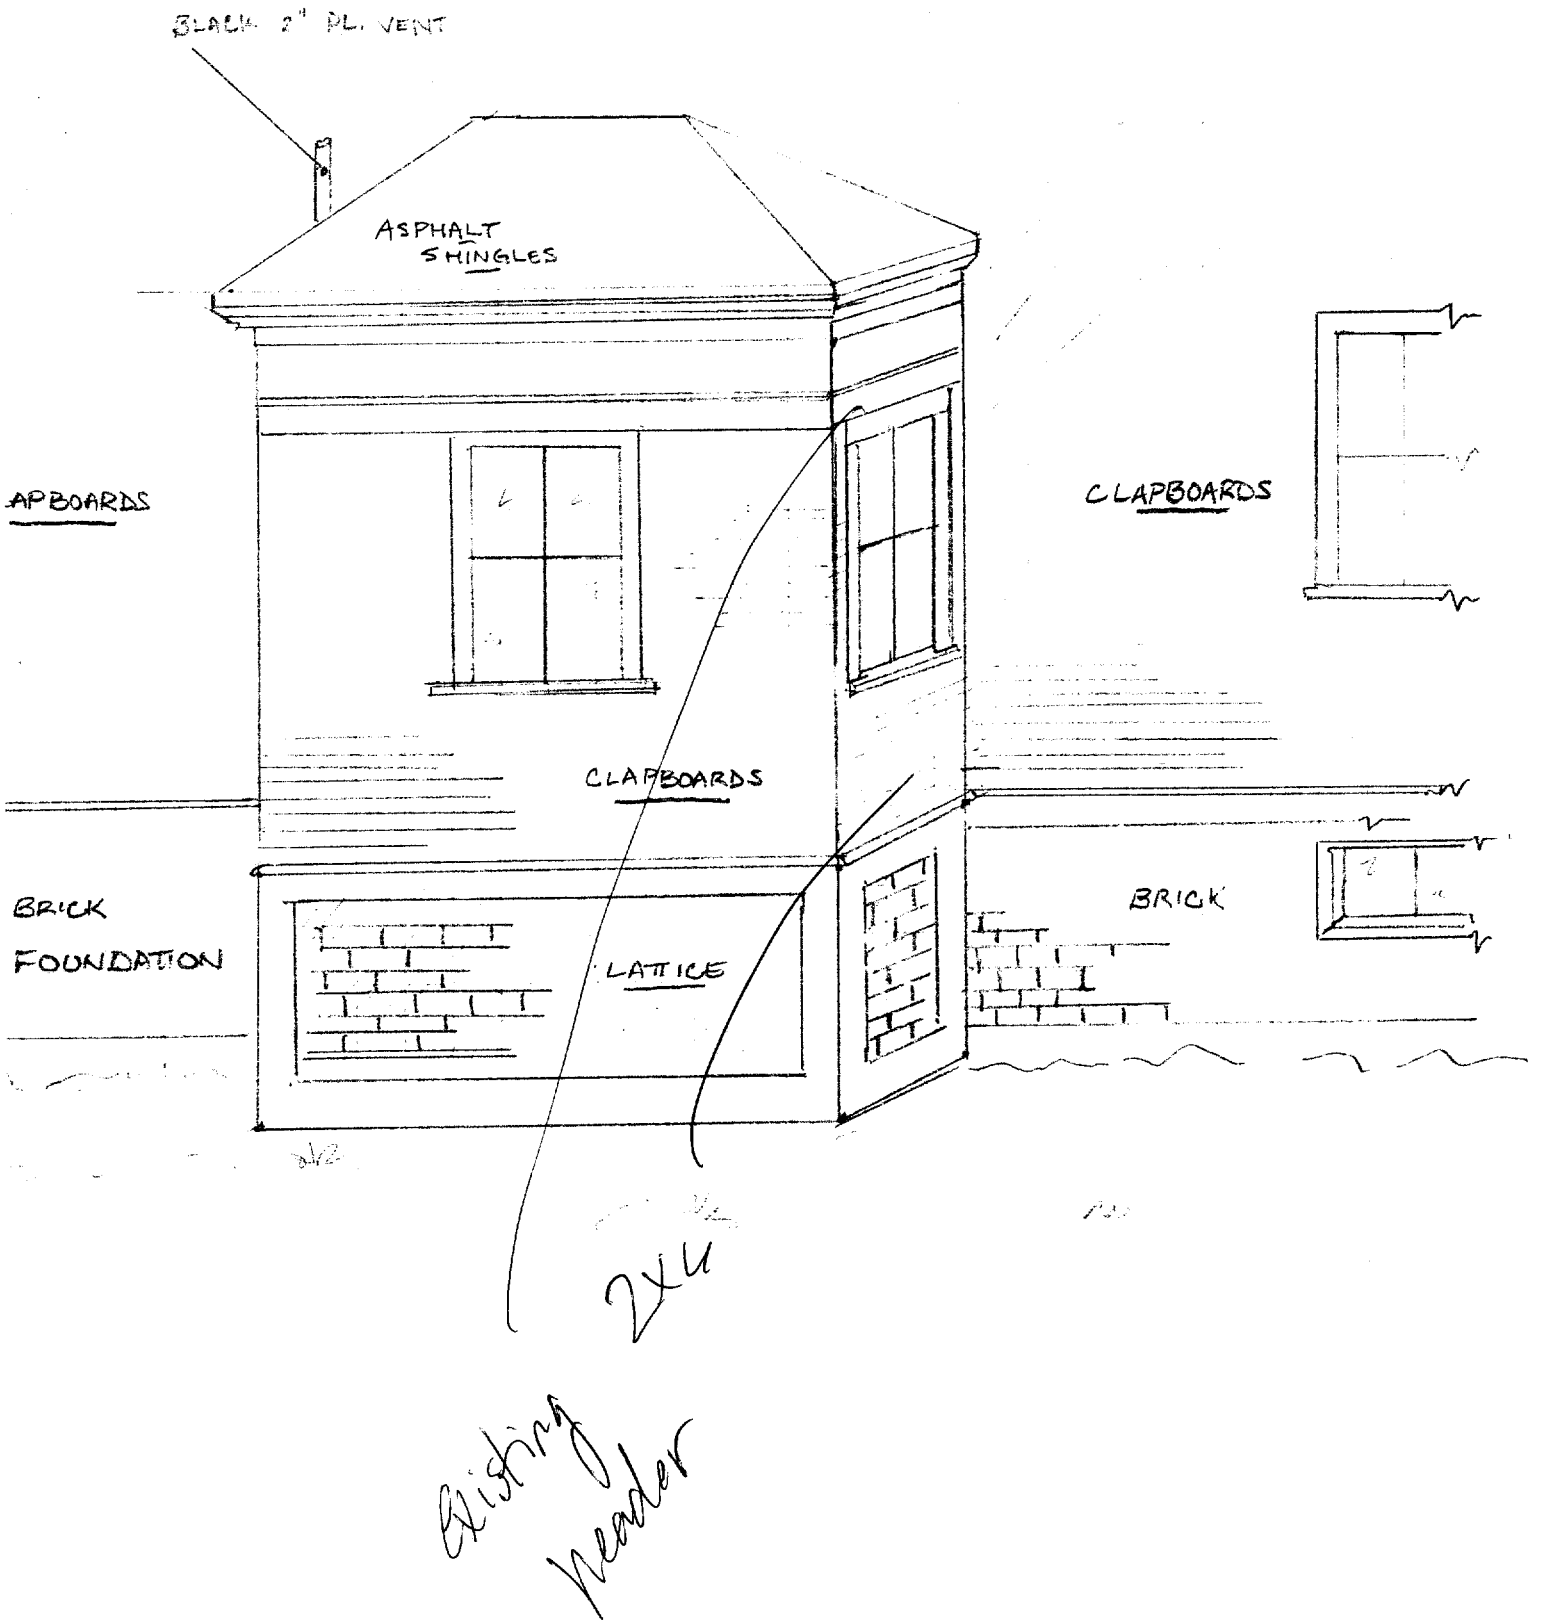 BLACK 2" PL. VENT
ASPHALT
SHINGLES
APBOARDS
CLAPBOARDS
CLAPBOARDS
BRICK
FOUNDATION
LATTICE
BRICK
2x4
Existing
header